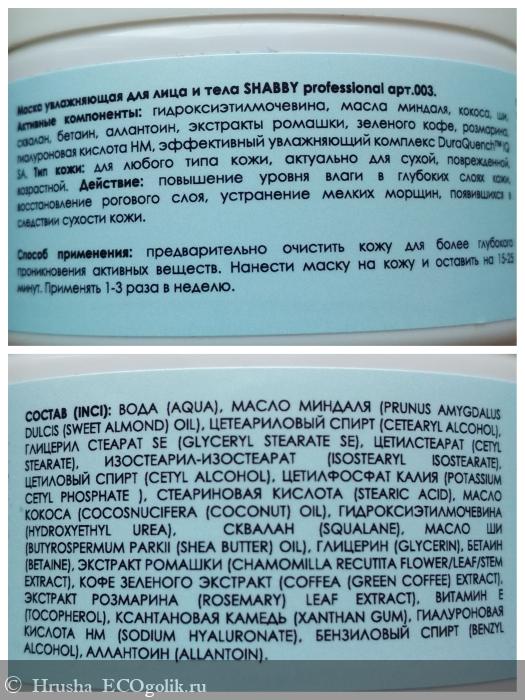 Маска увлажняющая для лица и тела SHABBY professional арт.003.
Активные компоненты: гидроксиэтилмочевина, масла миндаля, кокоса, ши,
сквалан, бетаин, аллантоин, экстракты ромашки, зеленого кофе, розмарина,
гиалуроновая кислота НМ, эффективный увлажняющий комплекс DuraQuench™ IQ
SA. Тип кожи: для любого типа кожи, актуально для сухой, поврежденной,
возрастной. Действие: повышение уровня влаги в глубоких слоях кожи,
восстановление рогового слоя, устранение мелких морщин, появившихся в
следствии сухости кожи.
Способ применения: предварительно очистить кожу для более глубокого
проникновения активных веществ. Нанести маску на кожу и оставить на 15-25
минут. Применять 1-3 раза в неделю.
СОСТАВ (INCI): ВОДА (AQUA), МАСЛО МИНДАЛЯ (PRUNUS AMYGDALUS
DULCIS (SWEET ALMOND) OIL), ЦЕТЕАРИЛОВЫЙ СПИРТ (CETEARYL ALCOHOL),
ГЛИЦЕРИЛ СТЕАРАТ SE (GLYCERYL STEARATE SE), ЦЕТИЛСТЕАРАТ (CETYL
STEARATE), ИЗОСТЕАРИЛ-ИЗОСТЕАРАТ (ISOSTEARYL ISOSTEARATE),
ЦЕТИЛОВЫЙ СПИРТ (CETYL ALCOHOL), ЦЕТИЛФОСФАТ КАЛИЯ (POTASSIUM
CETYL PHOSPHATE ), СТЕАРИНОВАЯ КИСЛОТА (STEARIC ACID), МАСЛО
КОКОСА (COCOSNUCIFERA (COCONUT) OIL), ГИДРОКСИЭТИЛМОЧЕВИНА
(HYDROXYETHYL UREA), СКВАЛАН (SQUALANE), МАСЛО ШИ
(BUTYROSPERMUM PARKII (SHEA BUTTER) OIL), ГЛИЦЕРИН (GLYCERIN), БЕТАИН
(BETAINE), ЭКСТРАКТ РОМАШКИ (CHAMOMILLA RECUTITA FLOWER/LEAF/STEM
EXTRACT), КОФЕ ЗЕЛЕНОГО ЭКСТРАКТ (COFFEA (GREEN COFFEE) EXTRACT),
ЭКСТРАКТ РОЗМАРИНА (ROSEMARY) LEAF EXTRACT), ВИТАМИН Е
(TOCOPHEROL), КСАНТАНОВАЯ КАМЕДЬ (XANTHAN GUM), ГИАЛУРОНОВАЯ
КИСЛОТА НМ (SODIUM HYALURONATE), БЕНЗИЛОВЫЙ СПИРТ (BENZYL
ALCOHOL), АЛЛАНТОИН (ALLANTOIN).
© Hrusha_ECOgolik.ru